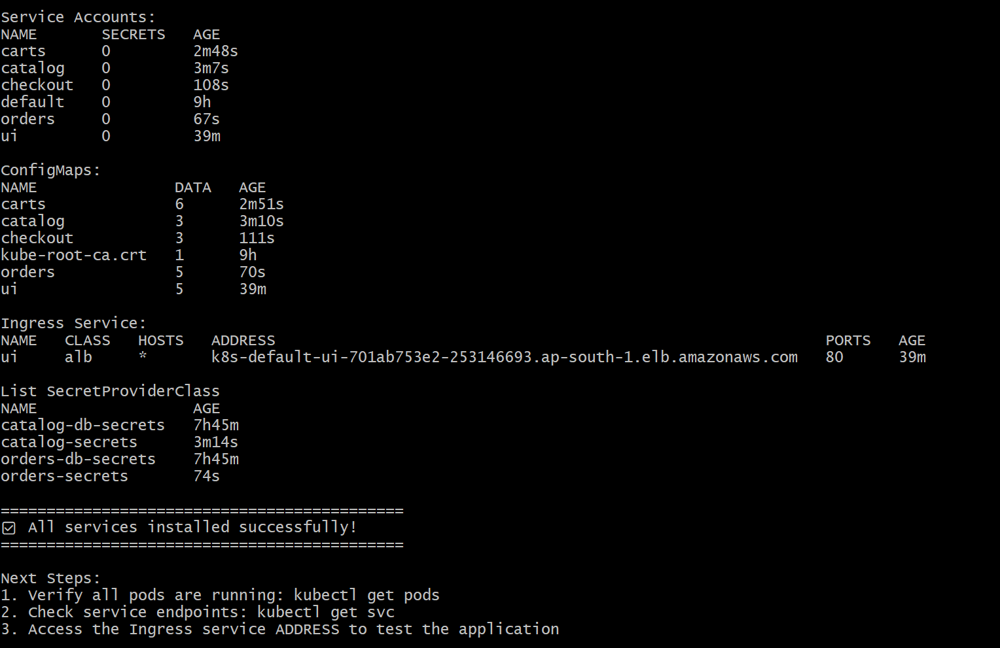 Service Accounts:
NAME       SECRETS   AGE
carts      0         2m48s
catalog    0         3m7s
checkout   0         108s
default    0         9h
orders     0         67s
ui         0         39m

ConfigMaps:
NAME               DATA   AGE
carts              6      2m51s
catalog            3      3m10s
checkout           3      111s
kube-root-ca.crt   1      9h
orders             5      70s
ui                 5      39m

Ingress Service:
NAME   CLASS   HOSTS   ADDRESS                                                            PORTS   AGE
ui     alb     *       k8s-default-ui-701ab753e2-253146693.ap-south-1.elb.amazonaws.com   80      39m

List SecretProviderClass
NAME                 AGE
catalog-db-secrets   7h45m
catalog-secrets      3m14s
orders-db-secrets    7h45m
orders-secrets       74s

============================================
☑ All services installed successfully!
============================================

Next Steps:
1. Verify all pods are running: kubectl get pods
2. Check service endpoints: kubectl get svc
3. Access the Ingress service ADDRESS to test the application